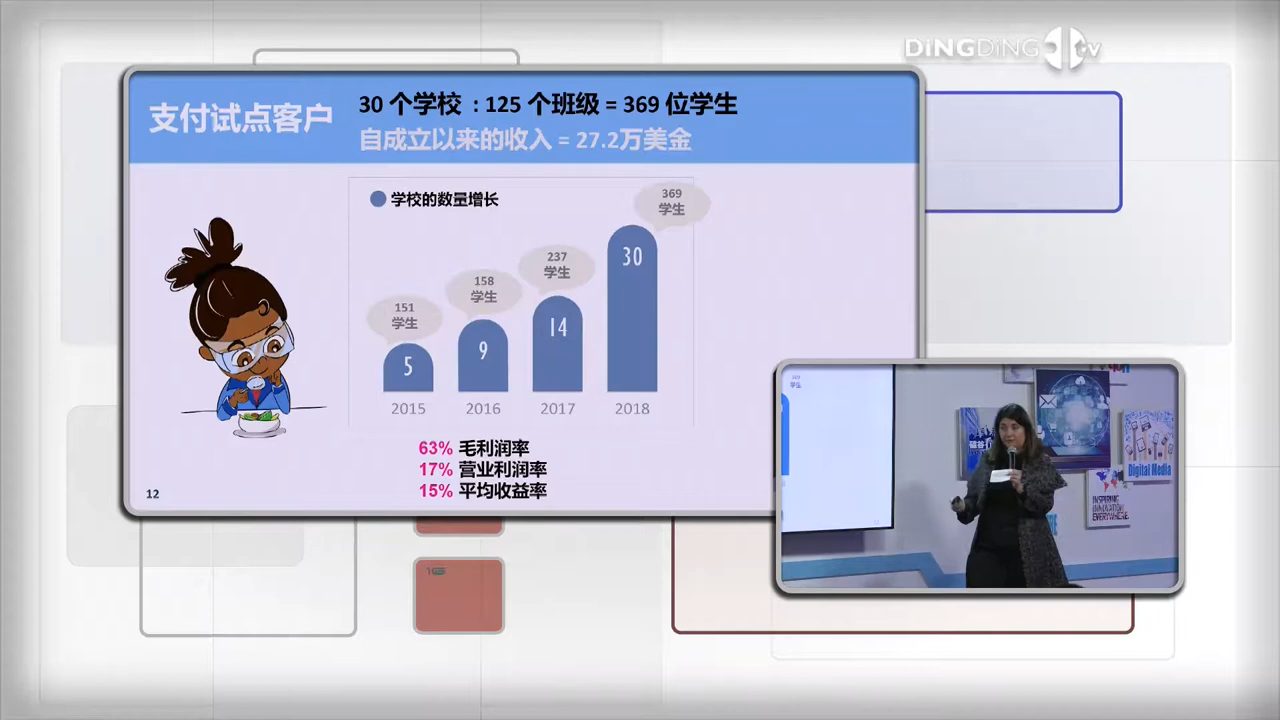 DiNGDiNG tv
支付试点客户
30 个学校 : 125 个班级 = 369 位学生
自成立以来的收入 = 27.2万美金
学校的数量增长
369
学生
237
学生
158
学生
151
学生
5
9
14
30
2015
2016
2017
2018
63% 毛利润率
17% 营业利润率
15% 平均收益率
12
369
学生
Digital Media
INSPIRING
INNOVATION
EVERYWHERE.